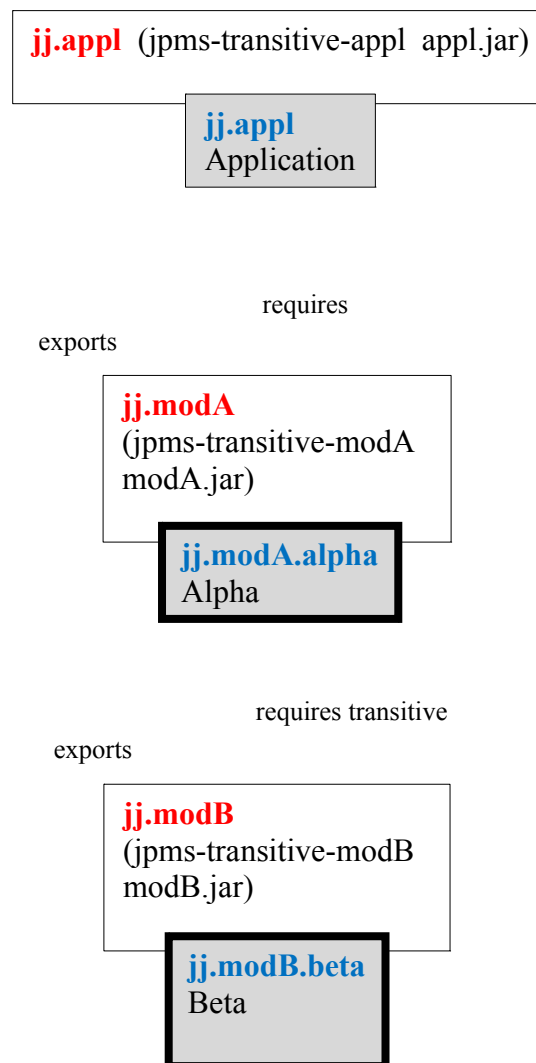 jj.appl (jpms-transitive-appl appl.jar)
jj.appl
Application
requires
exports
jj.modA
(jpms-transitive-modA
modA.jar)
jj.modA.alpha
Alpha
requires transitive
exports
jj.modB
(jpms-transitive-modB
modB.jar)
jj.modB.beta
Beta